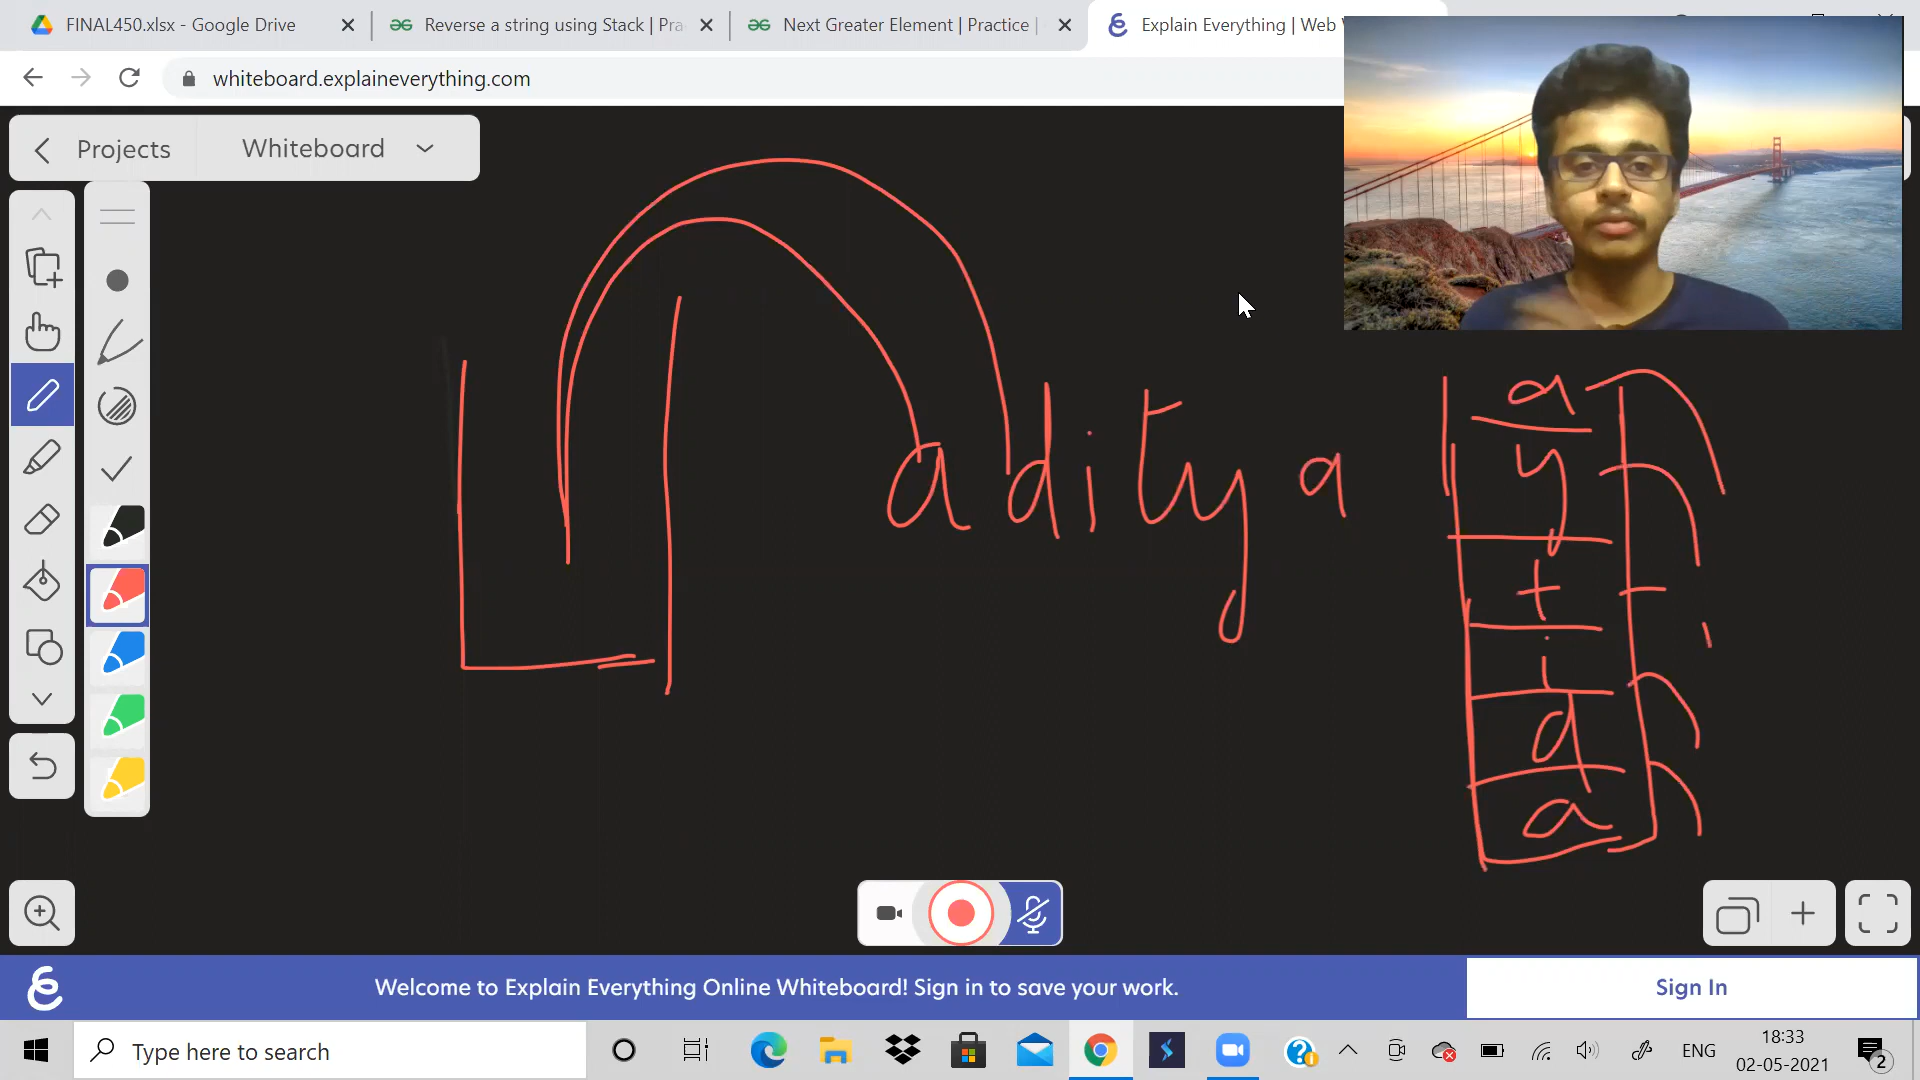 FINAL450.xlsx - Google Drive
Reverse a string using Stack | Pra
Next Greater Element | Practice |
Explain Everything | Web
whiteboard.explaineverything.com
Projects
Whiteboard
aditya
a
y
t
i
d
a
Welcome to Explain Everything Online Whiteboard! Sign in to save your work.
Sign In
Type here to search
ENG
18:33
02-05-2021
2